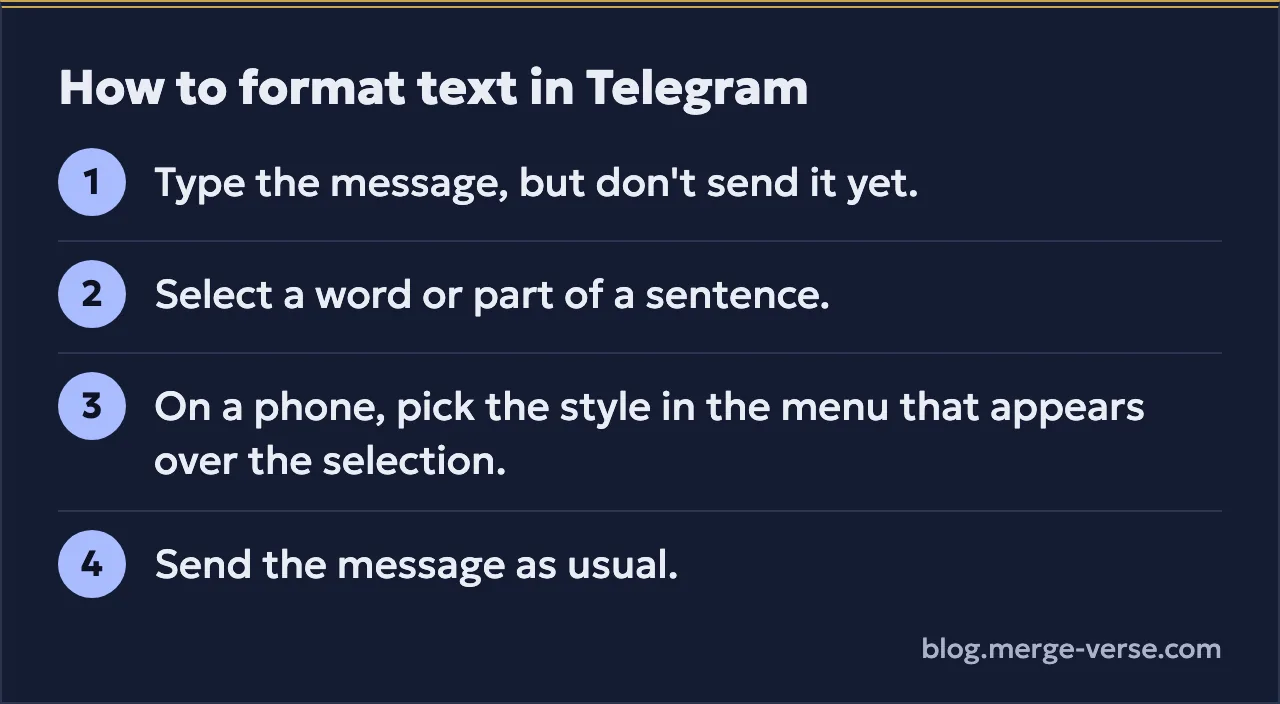 How to format text in Telegram
1
Type the message, but don't send it yet.
2
Select a word or part of a sentence.
3
On a phone, pick the style in the menu that appears
over the selection.
4
Send the message as usual.
blog.merge-verse.com